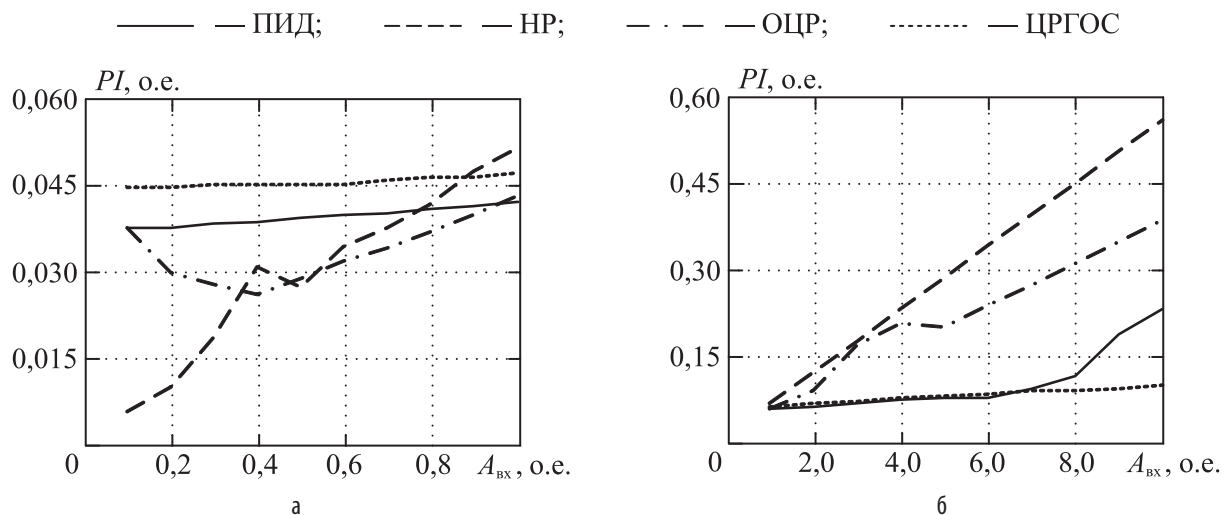 — ПИД; — НР; — ОЦР; — ЦРГОС
PI, о.е.
0,060
0,045
0,030
0,015
0 0,2 0,4 0,6 0,8 Aвх, о.е.
а
PI, о.е.
0,60
0,45
0,30
0,15
0 2,0 4,0 6,0 8,0 Aвх, о.е.
б